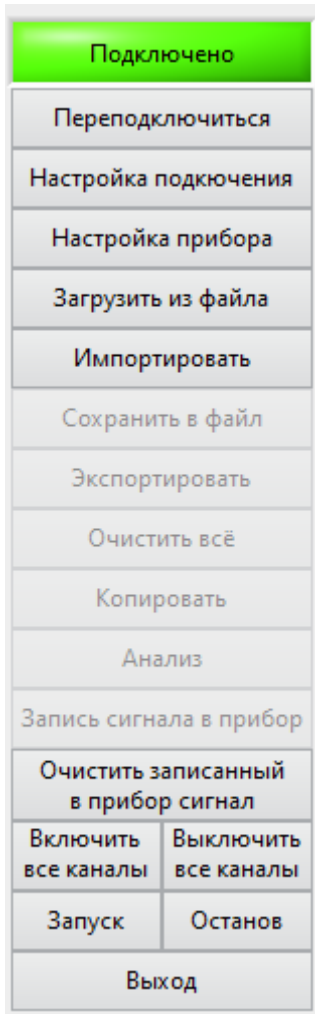 Подключено
Переподключиться
Настройка подкючения
Настройка прибора
Загрузить из файла
Импортировать
Сохранить в файл
Экспортировать
Очистить всё
Копировать
Анализ
Запись сигнала в прибор
Очистить записанный
в прибор сигнал
Включить Выключить
все каналы все каналы
Запуск Останов
Выход